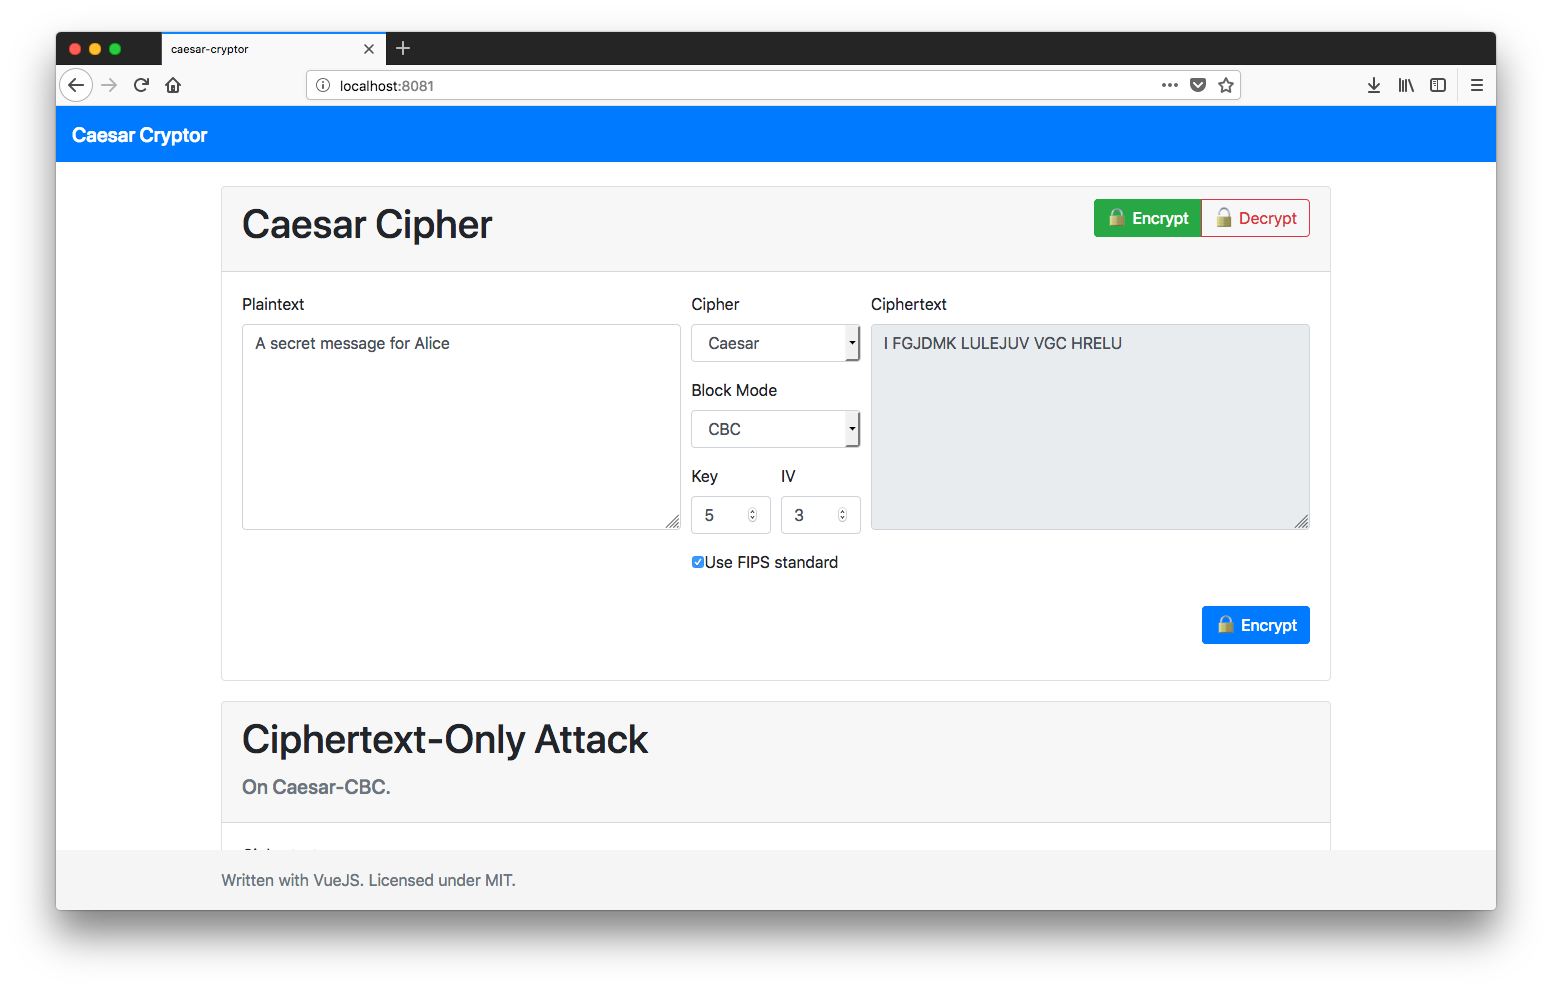 caesar-cryptor
localhost:8081
Caesar Cryptor
Caesar Cipher
Encrypt Decrypt
Plaintext Cipher Ciphertext
A secret message for Alice Caesar I FGJDMK LULEJUV VGC HRELU
Block Mode
CBC
Key IV
5 3
Use FIPS standard
Encrypt
Ciphertext-Only Attack
On Caesar-CBC.
Written with VueJS. Licensed under MIT.